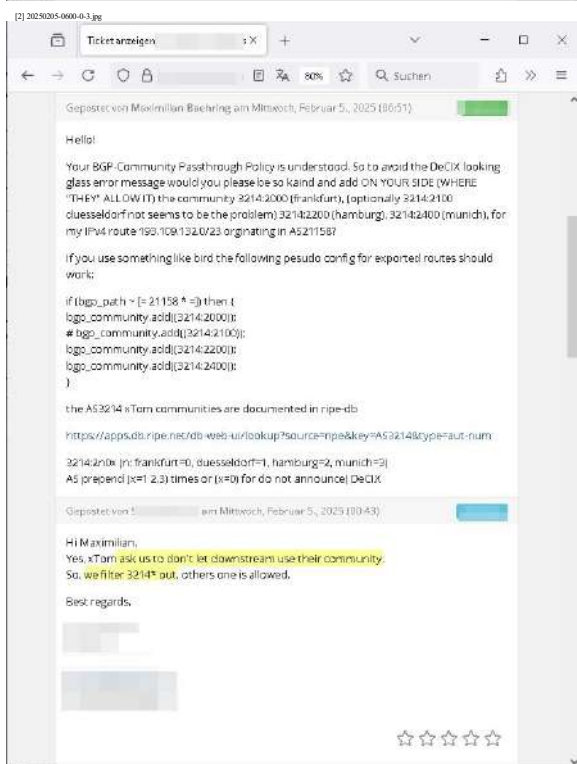 [2] 20250205-0600-0-3.jpg
Ticket anzeigen
80%
Suchen
Gepostet von Maximilian Baehring am Mittwoch, Februar 5., 2025 (06:51)
Hello!
Your BGP-Community Passthrough Policy is understood. So to avoid the DeCIX looking
glass error message would you please be so kaind and add ON YOUR SIDE (WHERE
"THEY" ALLOW IT) the community 3214:2000 (frankfurt), (optionally 3214:2100
duesseldorf not seems to be the problem) 3214:2200 (hamburg), 3214:2400 (munich), for
my IPv4 route 193.109.132.0/23 orginating in AS21158?
If you use something like bird the following pesudo config for exported routes should
work:
if (bgp_path ~ [= 21158 * =]) then {
bgp_community.add((3214:2000));
# bgp_community.add((3214:2100));
bgp_community.add((3214:2200));
bgp_community.add((3214:2400));
}
the AS3214 xTom communities are documented in ripe-db
https://apps.db.ripe.net/db-web-ui/lookup?source=ripe&key=AS3214&type=aut-num
3214:2n0x [n: frankfurt=0, duesseldorf=1, hamburg=2, munich=3]
AS prepend [x=1 2,3) times or (x=0) for do not announce] DeCIX
Gepostet von am Mittwoch, Februar 5., 2025 (00:43)
Hi Maximilian,
Yes, xTom ask us to don't let downstream use their community.
So, we filter 3214* out, others one is allowed.
Best regards,